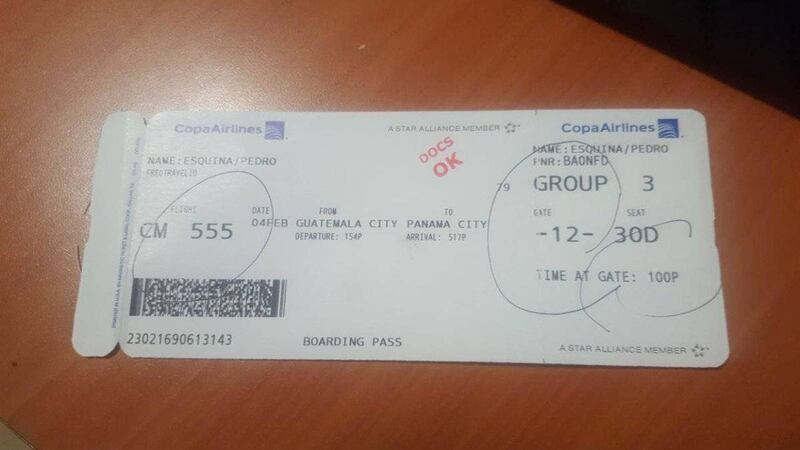 CopaAirlines
A STAR ALLIANCE MEMBER
NAME:ESQUINA/PEDRO
DOCS
OK
FLIGHT DATE FROM TO
CM 555 04FEB GUATEMALA CITY PANAMA CITY
DEPARTURE: 154P ARRIVAL: 517P
23021690613143
BOARDING PASS
CopaAirlines
NAME:ESQUINA/PEDRO
PNR:BAONFD
79 GROUP 3
GATE SEAT
-12- 30D
TIME AT GATE: 100P
A STAR ALLIANCE MEMBER